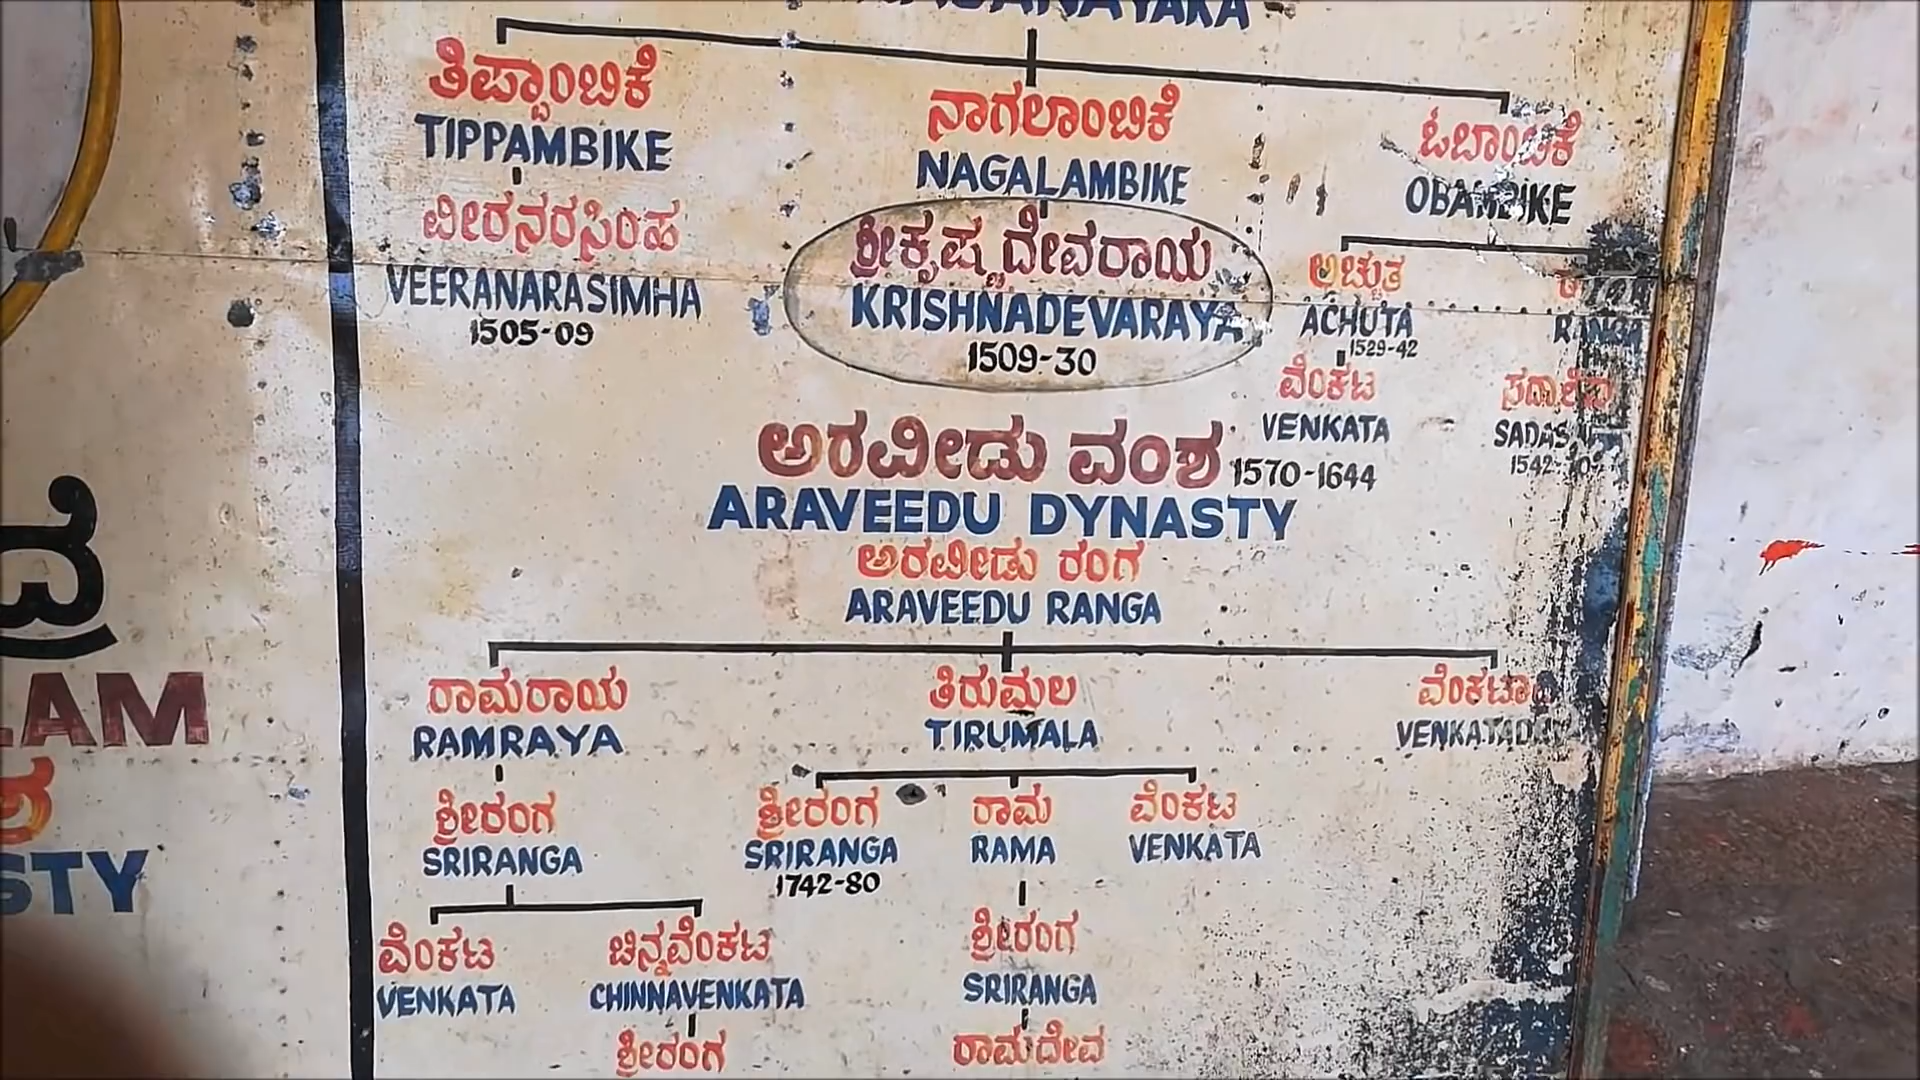 ತಿಪ್ಪಾಂಬಿಕೆ
TIPPAMBIKE
ವೀರನರಸಿಂಹ
VEERANARASIMHA
1505-09
ನಾಗಲಾಂಬಿಕೆ
NAGALAMBIKE
ಶ್ರೀಕೃಷ್ಣದೇವರಾಯ
KRISHNADEVARAYA
1509-30
ಓಬಾಂಬಿಕೆ
OBAMBIKE
ಅಚ್ಚುತ
ACHUTA
1529-42
ವೆಂಕಟ
VENKATA
RANGA
ಅರವೀಡು ವಂಶ 1570-1644
ARAVEEDU DYNASTY
ಅರವೀಡು ರಂಗ
ARAVEEDU RANGA
ರಾಮರಾಯ
RAMRAYA
ತಿರುಮಲ
TIRUMALA
ಶ್ರೀರಂಗ
SRIRANGA
ಶ್ರೀರಂಗ
SRIRANGA
1742-80
ರಾಮ
RAMA
ವೆಂಕಟ
VENKATA
ವೆಂಕಟ
VENKATA
ಚಿನ್ನವೆಂಕಟ
CHINNAVENKATA
ಶ್ರೀರಂಗ
ಶ್ರೀರಂಗ
SRIRANGA
ರಾಮದೇವ